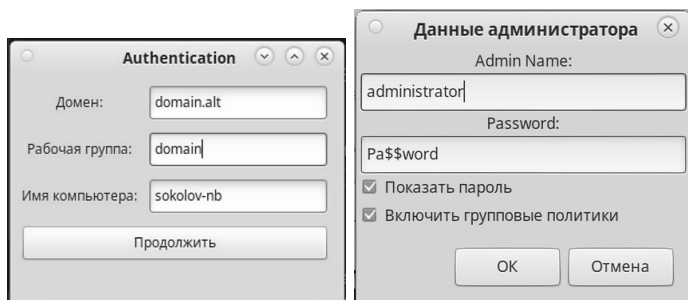 Authentication
Домен: domain.alt
Рабочая группа: domain
Имя компьютера: sokolov-nb
Продолжить
Данные администратора
Admin Name:
administrator
Password:
Pa$$word
Показать пароль
Включить групповые политики
ОК Отмена